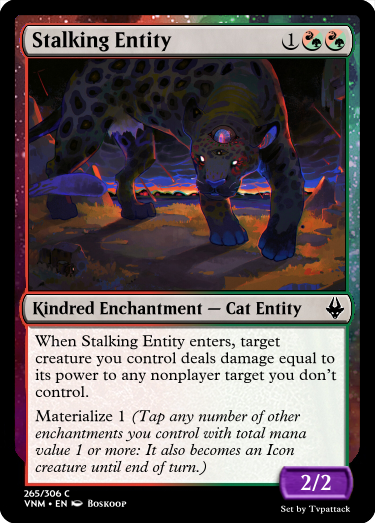 Stalking Entity 1
Kindred Enchantment — Cat Entity
When Stalking Entity enters, target
creature you control deals damage equal to
its power to any nonplayer target you don't
control.
Materialize 1 (Tap any number of other
enchantments you control with total mana
value 1 or more: It also becomes an Icon
creature until end of turn.)
2/2
265/306 C
VNM • EN Boskoop
Set by Tvpattack